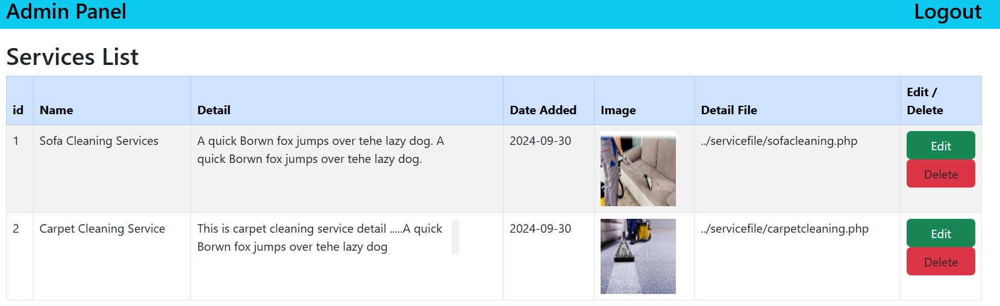 Admin Panel
Logout
Services List
id
Name
Detail
Date Added
Image
Detail File
Edit /
Delete
1
Sofa Cleaning Services
A quick Borwn fox jumps over tehe lazy dog. A
quick Borwn fox jumps over tehe lazy dog.
2024-09-30
../servicefile/sofacleaning.php
Edit
Delete
2
Carpet Cleaning Service
This is carpet cleaning service detail .....A quick
Borwn fox jumps over tehe lazy dog
2024-09-30
../servicefile/carpetcleaning.php
Edit
Delete